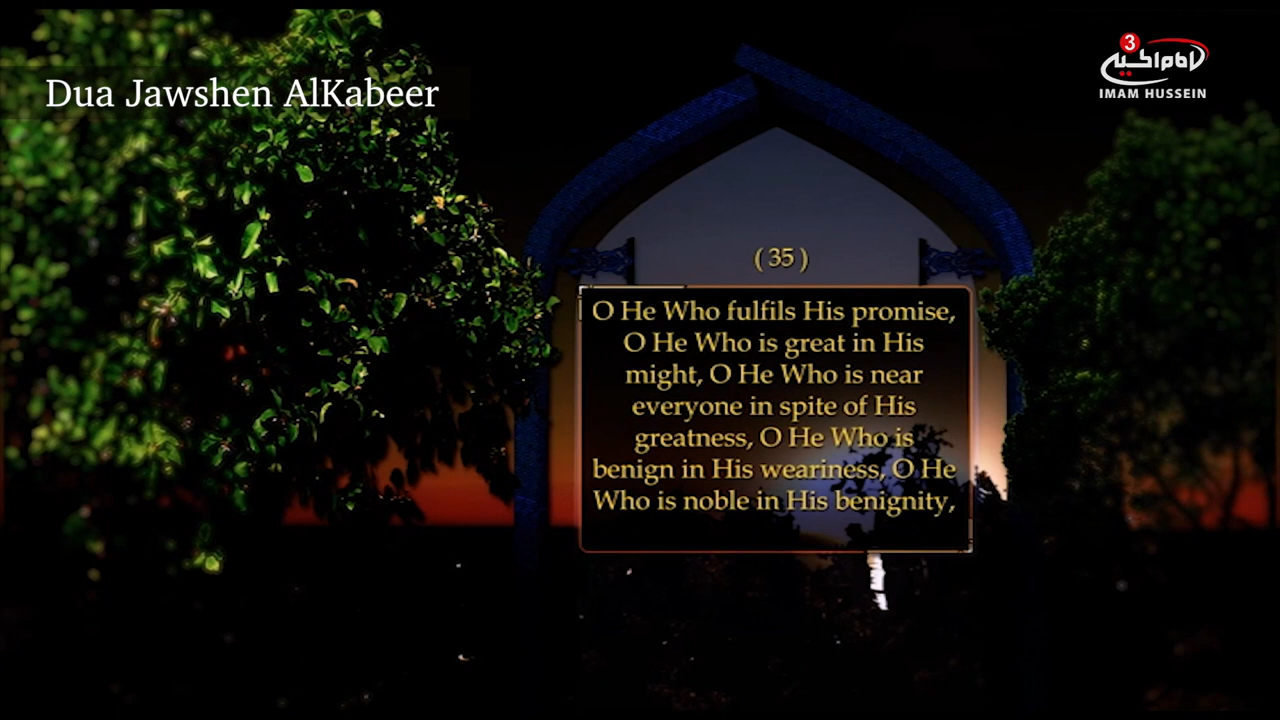 Dua Jawshen AlKabeer
3
IMAM HUSSEIN
( 35 )
O He Who fulfils His promise,
O He Who is great in His
might, O He Who is near
everyone in spite of His
greatness, O He Who is
benign in His weariness, O He
Who is noble in His benignity,